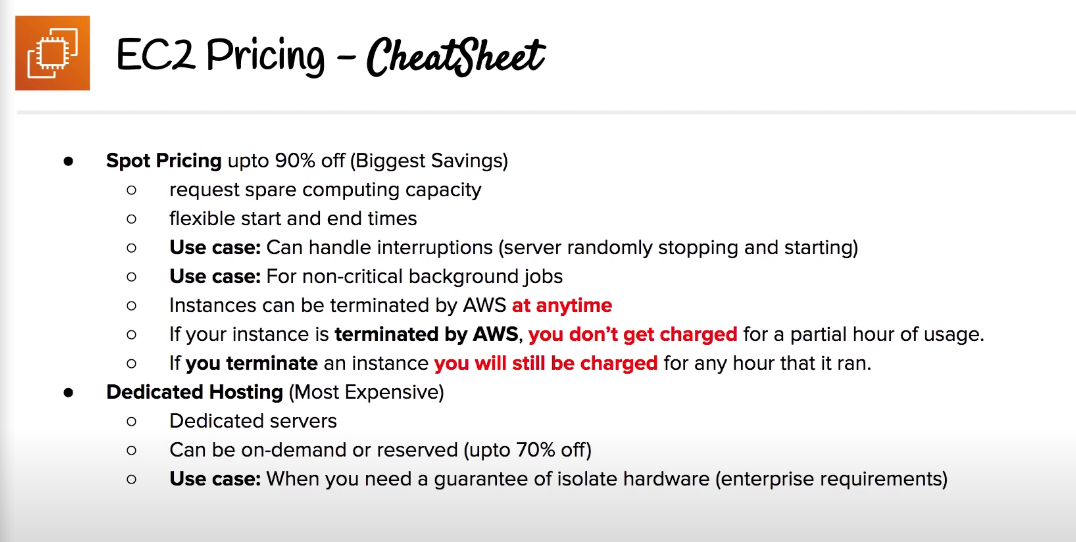 EC2 Pricing - CheatSheet
● Spot Pricing upto 90% off (Biggest Savings)
○ request spare computing capacity
○ flexible start and end times
○ Use case: Can handle interruptions (server randomly stopping and starting)
○ Use case: For non-critical background jobs
○ Instances can be terminated by AWS at anytime
○ If your instance is terminated by AWS, you don't get charged for a partial hour of usage.
○ If you terminate an instance you will still be charged for any hour that it ran.
● Dedicated Hosting (Most Expensive)
○ Dedicated servers
○ Can be on-demand or reserved (upto 70% off)
○ Use case: When you need a guarantee of isolate hardware (enterprise requirements)